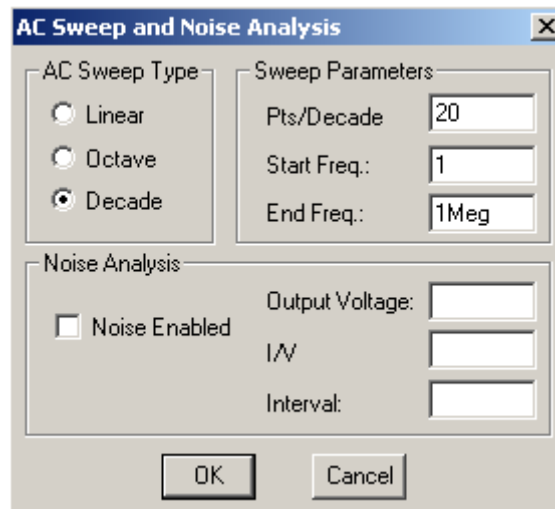 AC Sweep and Noise Analysis
AC Sweep Type
Linear
Octave
Decade
Sweep Parameters
Pts/Decade 20
Start Freq.: 1
End Freq.: 1Meg
Noise Analysis
Noise Enabled
Output Voltage:
I/V
Interval:
OK Cancel